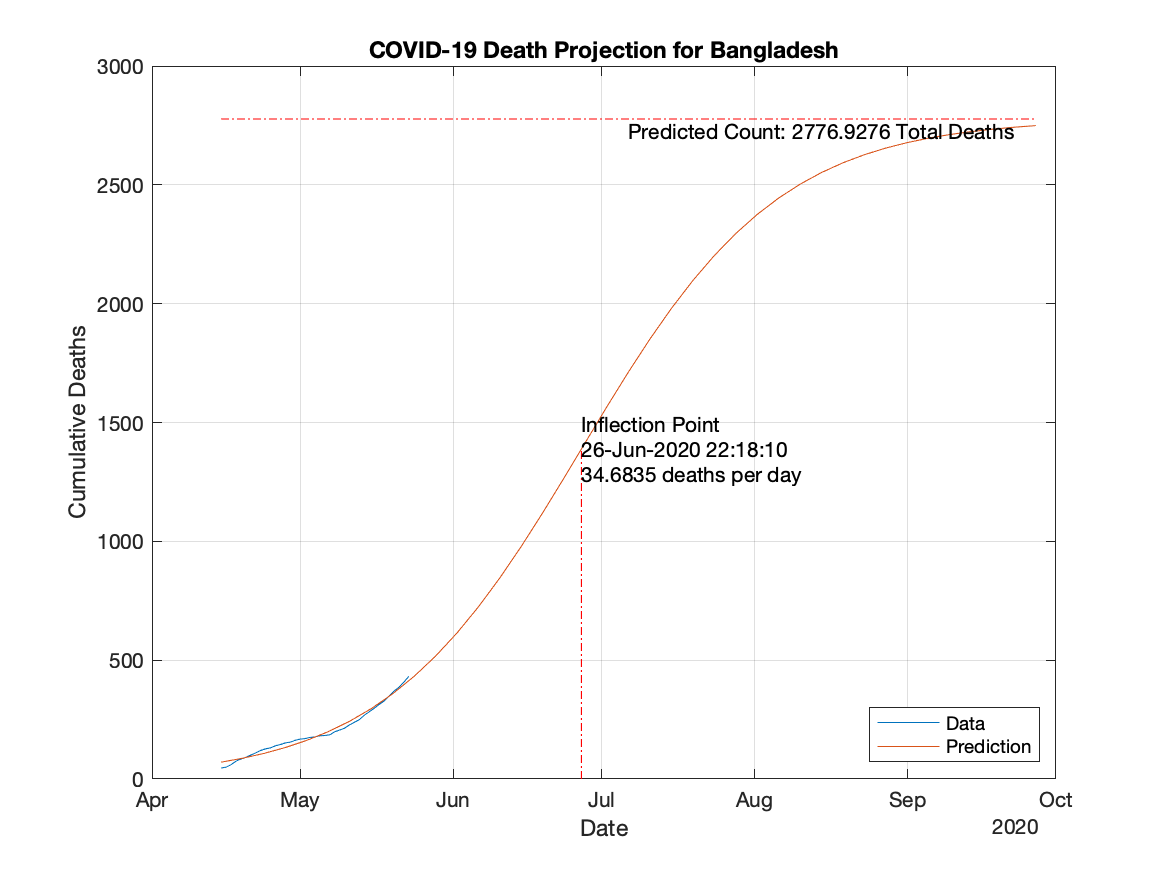 COVID-19 Death Projection for Bangladesh
3000
2500
2000
1500
1000
500
0
Cumulative Deaths
Predicted Count: 2776.9276 Total Deaths
Inflection Point
26-Jun-2020 22:18:10
34.6835 deaths per day
Data
Prediction
Apr May Jun Jul Aug Sep Oct
Date
2020